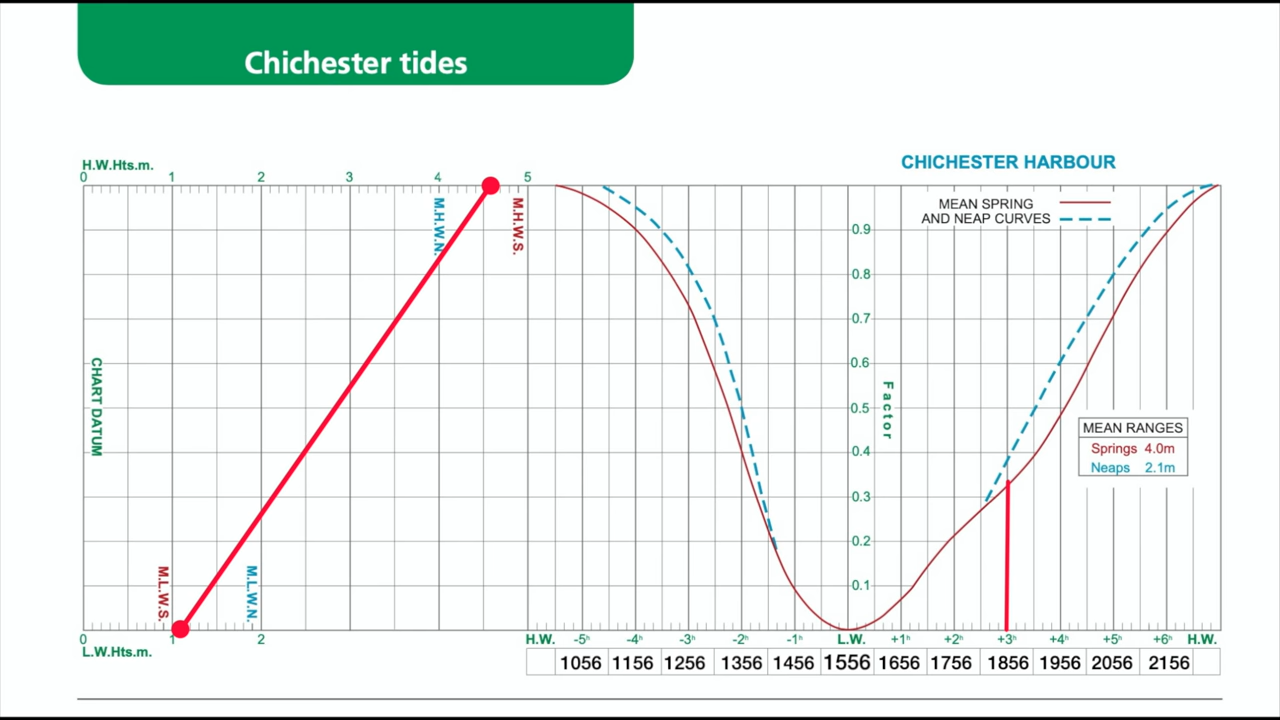 Chichester tides
H.W.Hts.m.
0 1 2 3 4 5
CHICHESTER HARBOUR
MEAN SPRING
AND NEAP CURVES
M.H.W.N.
M.H.W.S.
0.9
0.8
0.7
0.6
0.5
0.4
0.3
0.2
0.1
Factor
CHART DATUM
MEAN RANGES
Springs 4.0m
Neaps 2.1m
M.L.W.S.
M.L.W.N.
0 1 2
L.W.Hts.m.
H.W. -5ʰ -4ʰ -3ʰ -2ʰ -1ʰ L.W. +1ʰ +2ʰ +3ʰ +4ʰ +5ʰ +6ʰ H.W.
1056 1156 1256 1356 1456 1556 1656 1756 1856 1956 2056 2156